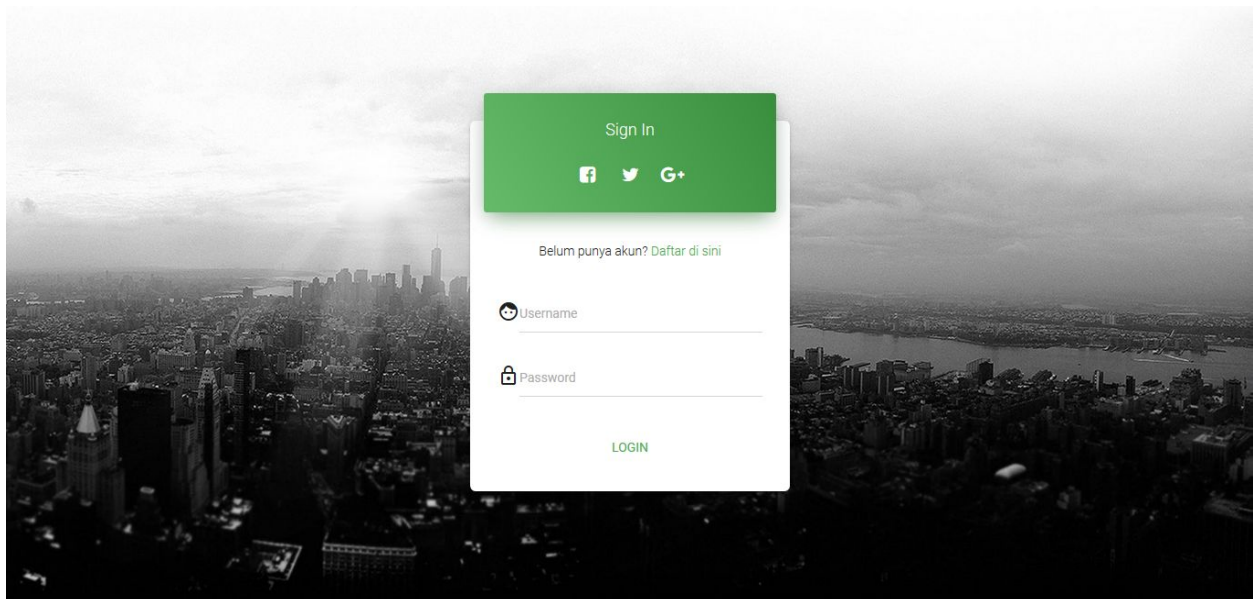 Sign In
Belum punya akun? Daftar di sini
Username
Password
LOGIN